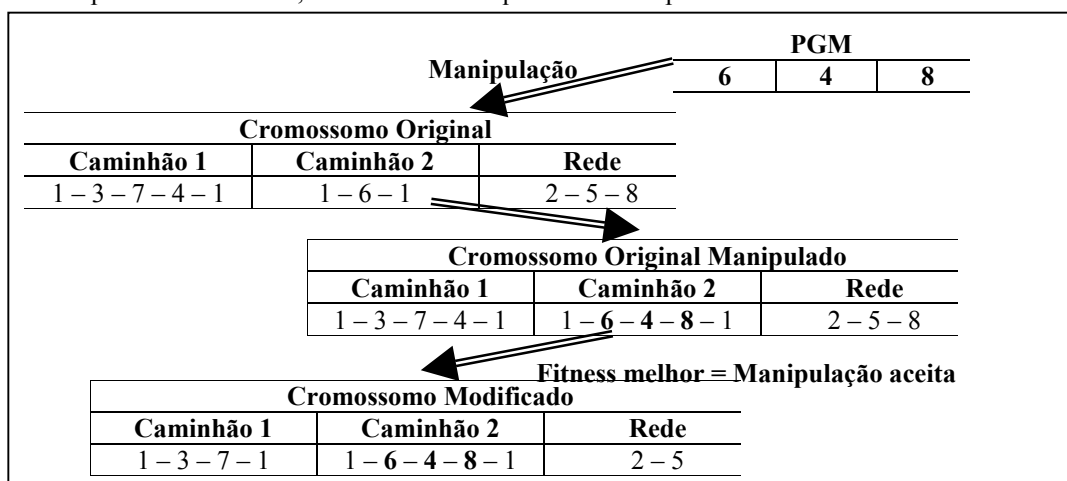 PGM
Manipulação
6 4 8
Cromossomo Original
Caminhão 1 Caminhão 2 Rede
1 – 3 – 7 – 4 – 1 1 – 6 – 1 2 – 5 – 8
Cromossomo Original Manipulado
Caminhão 1 Caminhão 2 Rede
1 – 3 – 7 – 4 – 1 1 – 6 – 4 – 8 – 1 2 – 5 – 8
Fitness melhor = Manipulação aceita
Cromossomo Modificado
Caminhão 1 Caminhão 2 Rede
1 – 3 – 7 – 1 1 – 6 – 4 – 8 – 1 2 – 5